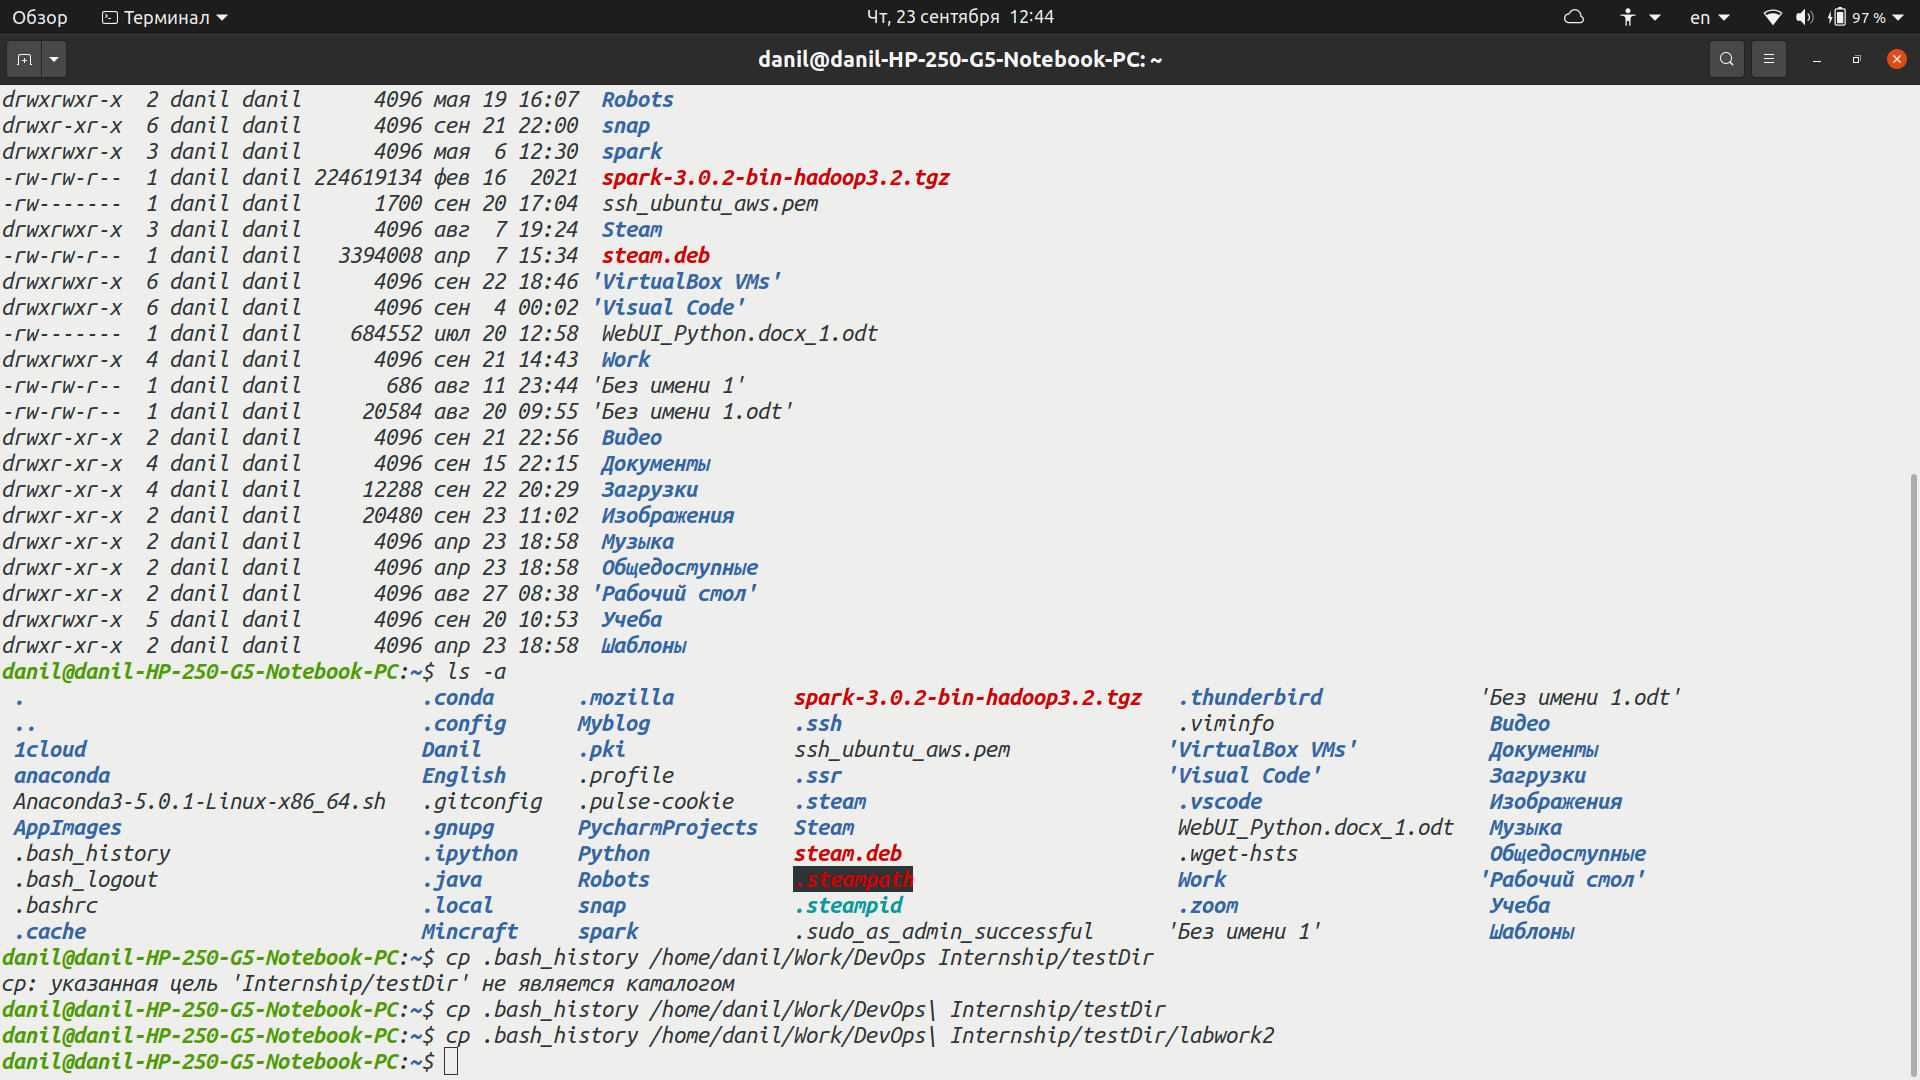 Обзор Терминал Чт, 23 сентября 12:44 en 97 %
danil@danil-HP-250-G5-Notebook-PC: ~
drwxrwxr-x 2 danil danil 4096 мая 19 16:07 Robots
drwxr-xr-x 6 danil danil 4096 сен 21 22:00 snap
drwxrwxr-x 3 danil danil 4096 мая 6 12:30 spark
-rw-rw-r-- 1 danil danil 224619134 фев 16 2021 spark-3.0.2-bin-hadoop3.2.tgz
-rw------- 1 danil danil 1700 сен 20 17:04 ssh_ubuntu_aws.pem
drwxrwxr-x 3 danil danil 4096 авг 7 19:24 Steam
-rw-rw-r-- 1 danil danil 3394008 апр 7 15:34 steam.deb
drwxrwxr-x 6 danil danil 4096 сен 22 18:46 'VirtualBox VMs'
drwxrwxr-x 6 danil danil 4096 сен 4 00:02 'Visual Code'
-rw------- 1 danil danil 684552 июл 20 12:58 WebUI_Python.docx_1.odt
drwxrwxr-x 4 danil danil 4096 сен 21 14:43 Work
-rw-rw-r-- 1 danil danil 686 авг 11 23:44 'Без имени 1'
-rw-rw-r-- 1 danil danil 20584 авг 20 09:55 'Без имени 1.odt'
drwxr-xr-x 2 danil danil 4096 сен 21 22:56 Видео
drwxr-xr-x 4 danil danil 4096 сен 15 22:15 Документы
drwxr-xr-x 4 danil danil 12288 сен 22 20:29 Загрузки
drwxr-xr-x 2 danil danil 20480 сен 23 11:02 Изображения
drwxr-xr-x 2 danil danil 4096 апр 23 18:58 Музыка
drwxr-xr-x 2 danil danil 4096 апр 23 18:58 Общедоступные
drwxr-xr-x 2 danil danil 4096 авг 27 08:38 'Рабочий стол'
drwxrwxr-x 5 danil danil 4096 сен 20 10:53 Учеба
drwxr-xr-x 2 danil danil 4096 апр 23 18:58 Шаблоны
danil@danil-HP-250-G5-Notebook-PC:~$ ls -a
. .conda .mozilla spark-3.0.2-bin-hadoop3.2.tgz .thunderbird 'Без имени 1.odt'
.. .config Myblog .ssh .viminfo Видео
1cloud Danil .pki ssh_ubuntu_aws.pem 'VirtualBox VMs' Документы
anaconda English .profile .ssr 'Visual Code' Загрузки
Anaconda3-5.0.1-Linux-x86_64.sh .gitconfig .pulse-cookie .steam .vscode Изображения
AppImages .gnupg PycharmProjects Steam WebUI_Python.docx_1.odt Музыка
.bash_history .ipython Python steam.deb .wget-hsts Общедоступные
.bash_logout .java Robots .steampath Work 'Рабочий стол'
.bashrc .local snap .steampid .zoom Учеба
.cache Mincraft spark .sudo_as_admin_successful 'Без имени 1' Шаблоны
danil@danil-HP-250-G5-Notebook-PC:~$ cp .bash_history /home/danil/Work/DevOps Internship/testDir
cp: указанная цель 'Internship/testDir' не является каталогом
danil@danil-HP-250-G5-Notebook-PC:~$ cp .bash_history /home/danil/Work/DevOps\ Internship/testDir
danil@danil-HP-250-G5-Notebook-PC:~$ cp .bash_history /home/danil/Work/DevOps\ Internship/testDir/labwork2
danil@danil-HP-250-G5-Notebook-PC:~$